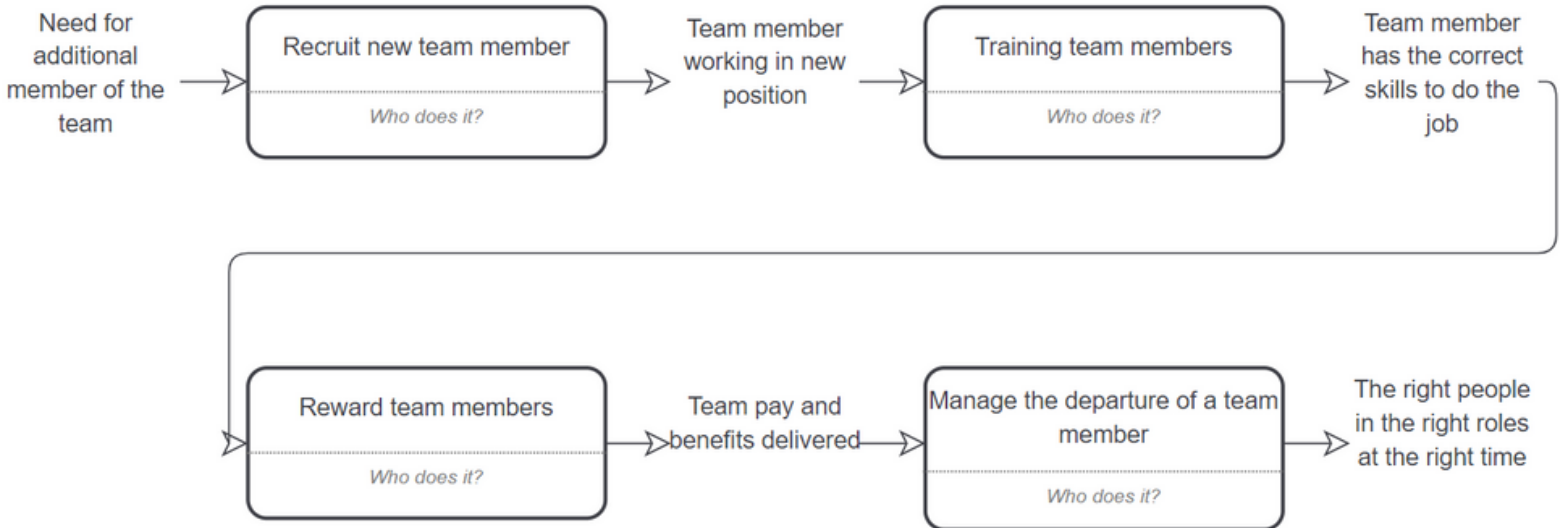 Need for
additional
member of the
team
Recruit new team member
Who does it?
Team member
working in new
position
Training team members
Who does it?
Team member
has the correct
skills to do the
job
Reward team members
Who does it?
Team pay and
benefits delivered
Manage the departure of a team
member
Who does it?
The right people
in the right roles
at the right time